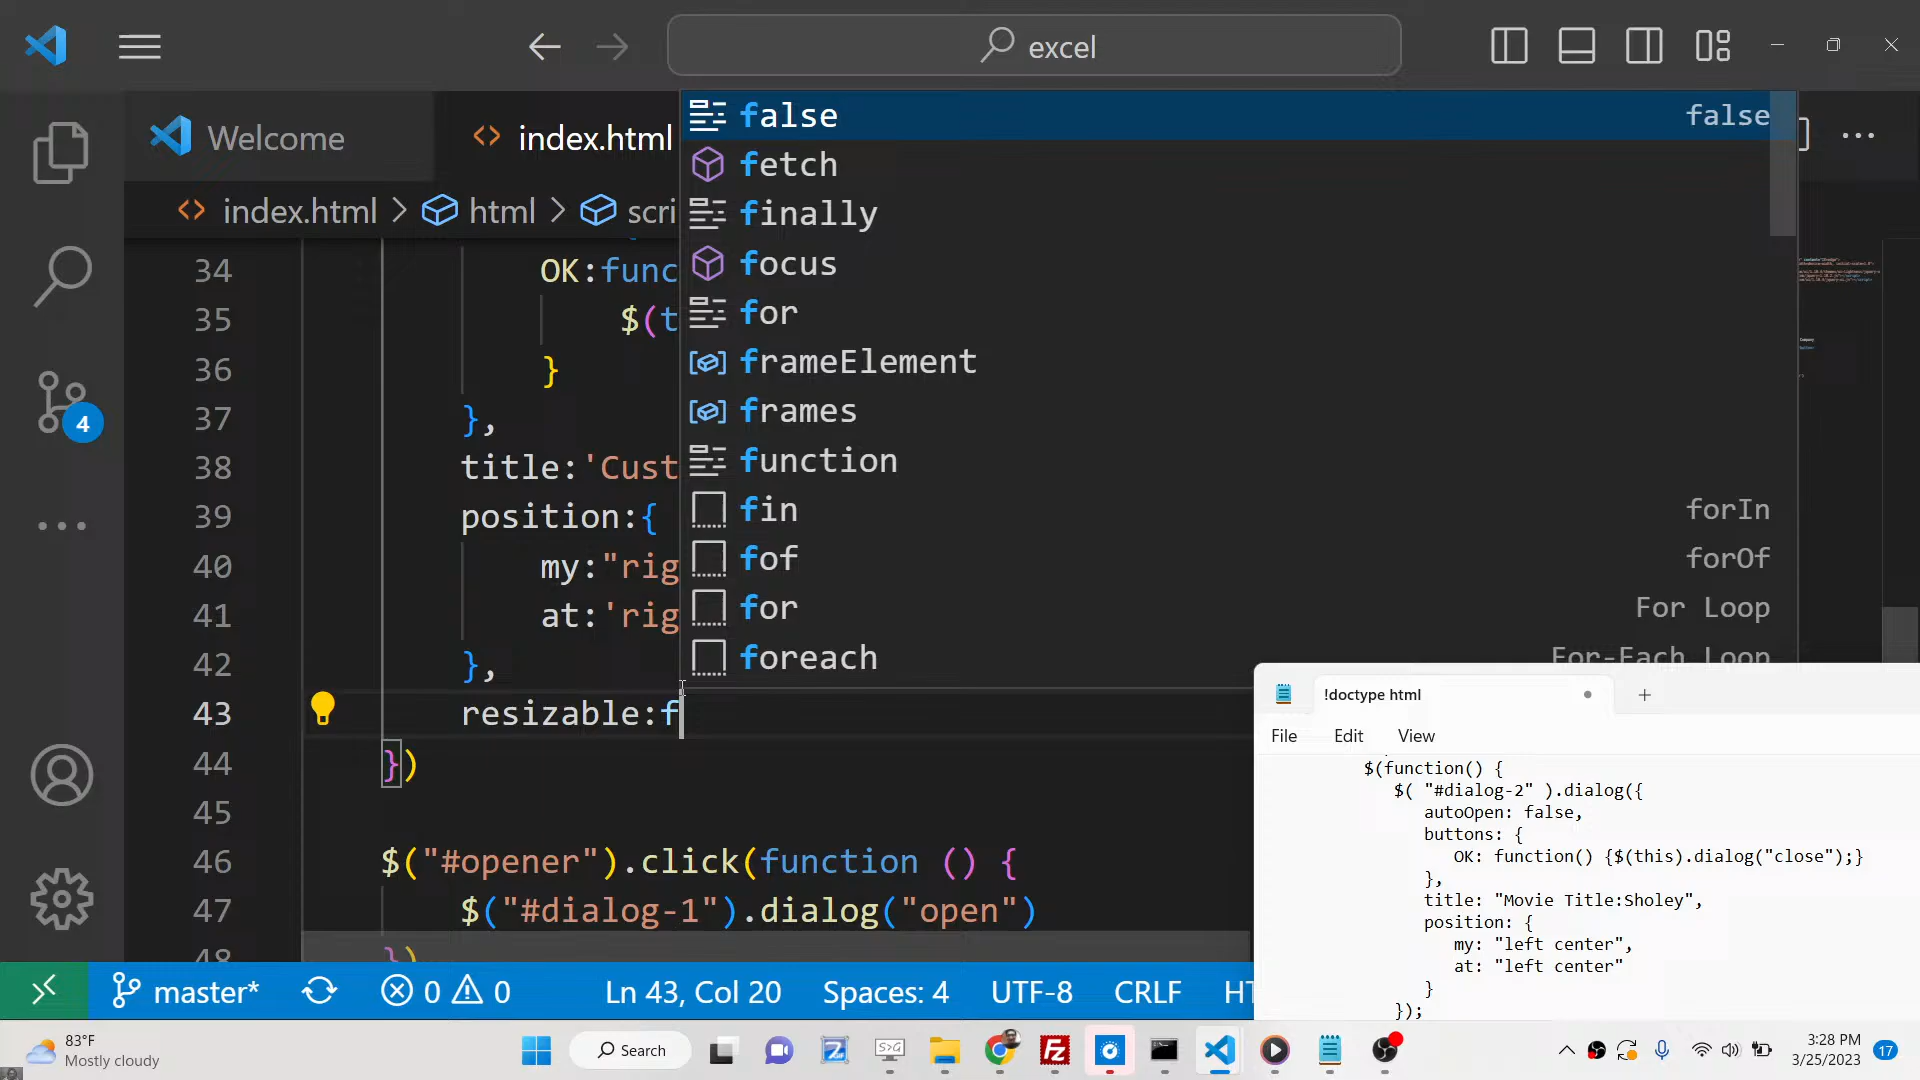 excel
Welcome
index.html
index.html > html > scri
false false
fetch
finally
focus
for
frameElement
frames
function
fin forIn
fof forOf
for For Loop
foreach For-Each Loop
34 OK:func
35 $(t
36 }
37 },
38 title:'Cust
39 position:{
40 my:"rig
41 at:'rig
42 },
43 resizable:f
44 })
45
46 $("#opener").click(function () {
47 $("#dialog-1").dialog("open")
48 })
4
!doctype html
File Edit View
$(function() {
$( "#dialog-2" ).dialog({
autoOpen: false,
buttons: {
OK: function() {$(this).dialog("close");}
},
title: "Movie Title:Sholey",
position: {
my: "left center",
at: "left center"
}
});
master* 0 0 Ln 43, Col 20 Spaces: 4 UTF-8 CRLF
83°F
Mostly cloudy
Search
3:28 PM
3/25/2023
17